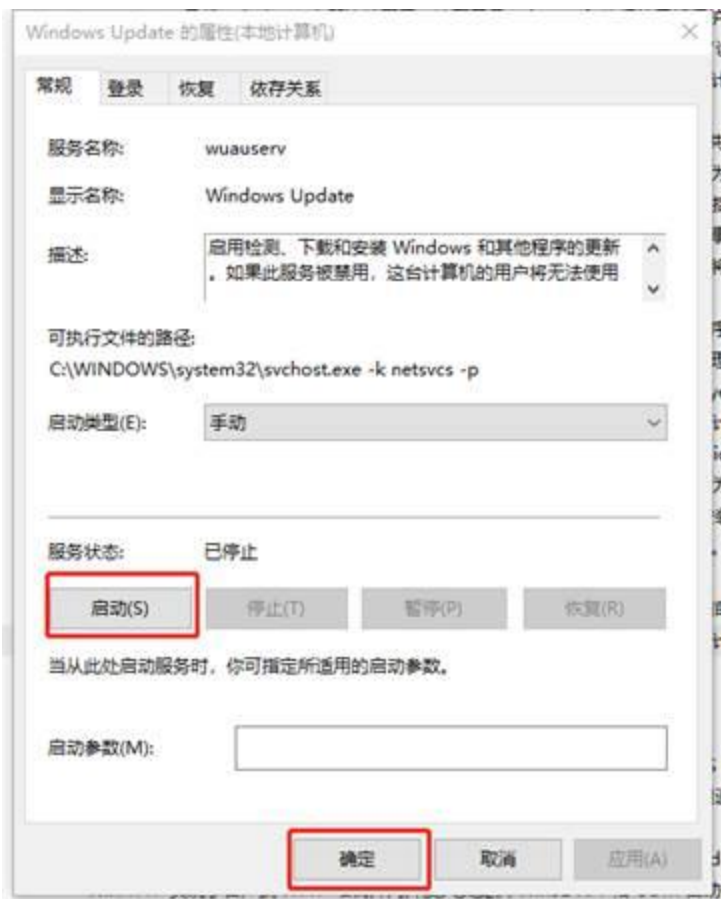 Windows Update 的属性(本地计算机)
常规 登录 恢复 依存关系
服务名称: wuauserv
显示名称: Windows Update
描述: 启用检测、下载和安装 Windows 和其他程序的更新
。如果此服务被禁用，这台计算机的用户将无法使用
可执行文件的路径:
C:\WINDOWS\system32\svchost.exe -k netsvcs -p
启动类型(E): 手动
服务状态: 已停止
启动(S) 停止(T) 暂停(P) 恢复(R)
当从此处启动服务时，你可指定所适用的启动参数。
启动参数(M):
确定 取消 应用(A)